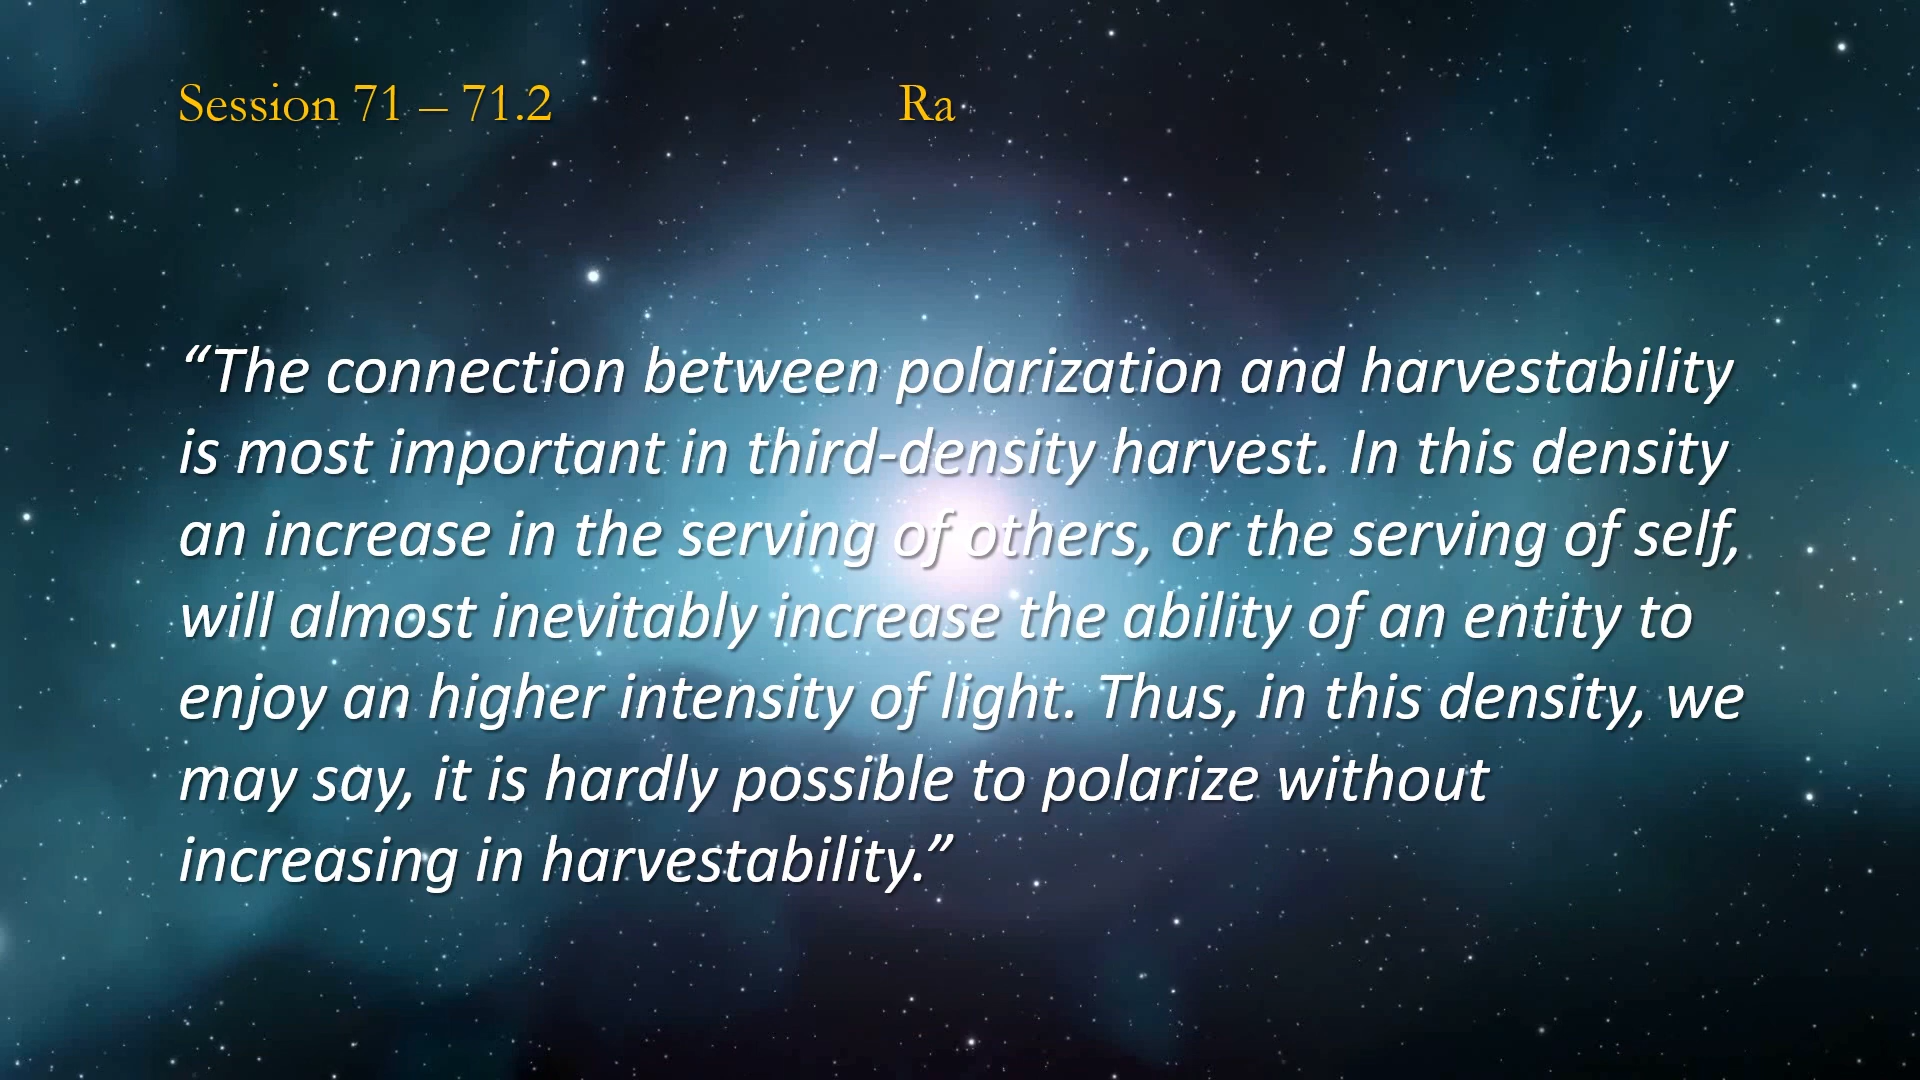 Session 71 – 71.2 Ra
“The connection between polarization and harvestability
is most important in third-density harvest. In this density
an increase in the serving of others, or the serving of self,
will almost inevitably increase the ability of an entity to
enjoy an higher intensity of light. Thus, in this density, we
may say, it is hardly possible to polarize without
increasing in harvestability.”